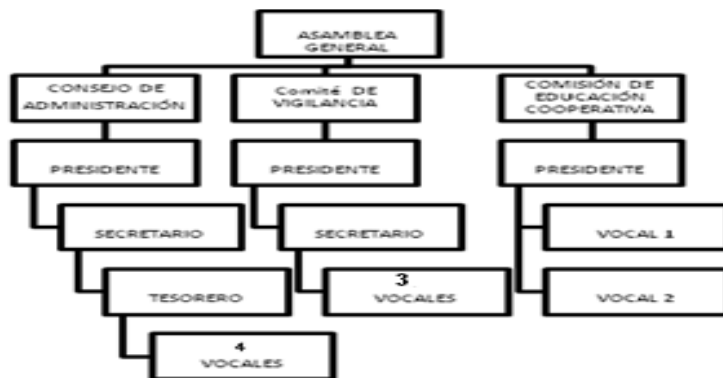 ASAMBLEA
GENERAL
CONSEJO DE
ADMINISTRACIÓN
Comité DE
VIGILANCIA
COMISIÓN DE
EDUCACIÓN
COOPERATIVA
PRESIDENTE
PRESIDENTE
PRESIDENTE
SECRETARIO
SECRETARIO
VOCAL 1
TESORERO
3
VOCALES
VOCAL 2
4
VOCALES